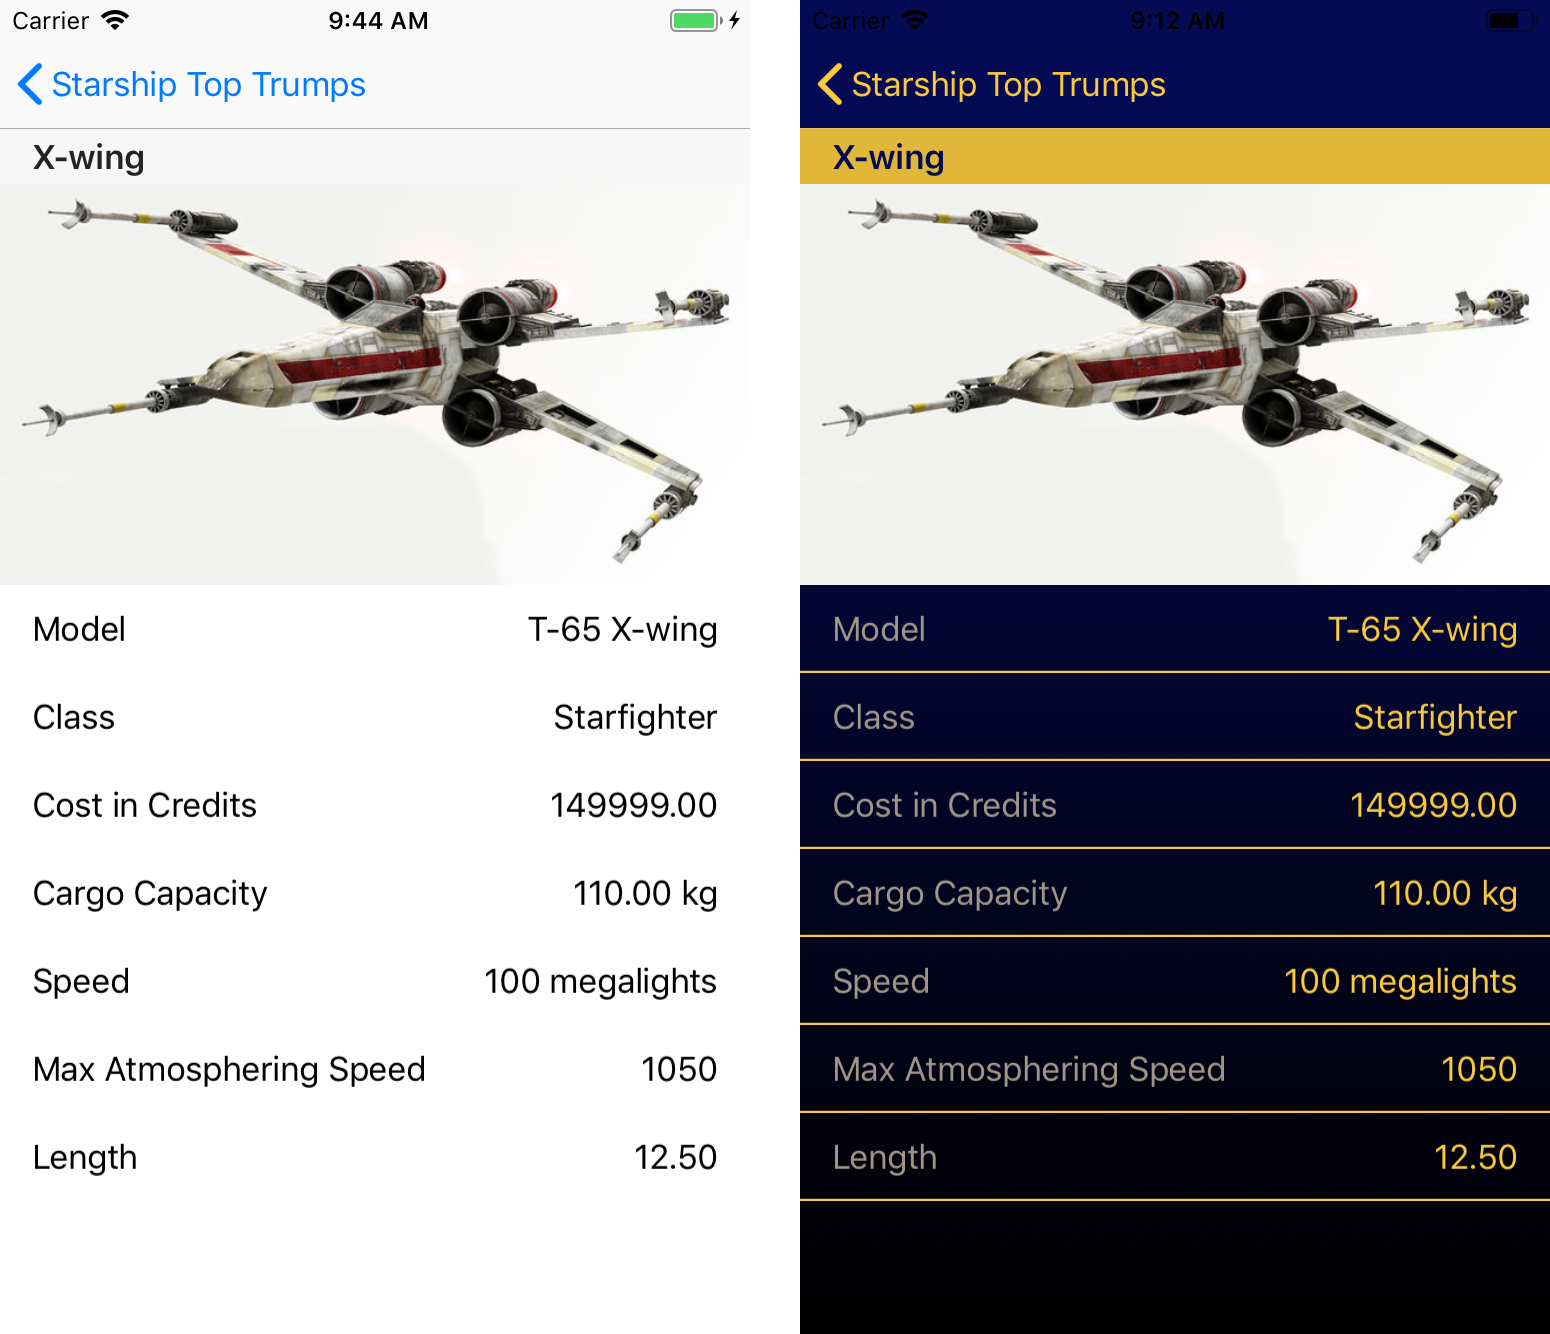 Carrier 9:44 AM
Starship Top Trumps
X-wing
Model T-65 X-wing
Class Starfighter
Cost in Credits 149999.00
Cargo Capacity 110.00 kg
Speed 100 megalights
Max Atmosphering Speed 1050
Length 12.50
Carrier 9:12 AM
Starship Top Trumps
X-wing
Model T-65 X-wing
Class Starfighter
Cost in Credits 149999.00
Cargo Capacity 110.00 kg
Speed 100 megalights
Max Atmosphering Speed 1050
Length 12.50